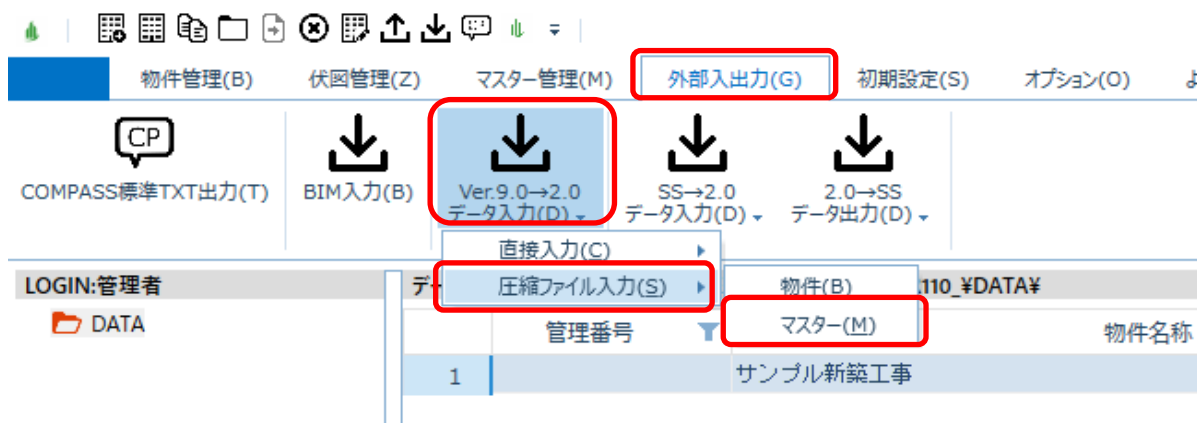 物件管理(B) 伏図管理(Z) マスター管理(M) 外部入出力(G) 初期設定(S) オプション(O)
CP
COMPASS標準TXT出力(T) BIM入力(B) Ver.9.0→2.0 SS→2.0 2.0→SS
データ入力(D) データ入力(D) データ出力(D)
直接入力(C)
LOGIN:管理者 圧縮ファイル入力(S) 物件(B) 110_¥DATA¥
DATA マスター(M)
管理番号 物件名称
1 サンプル新築工事